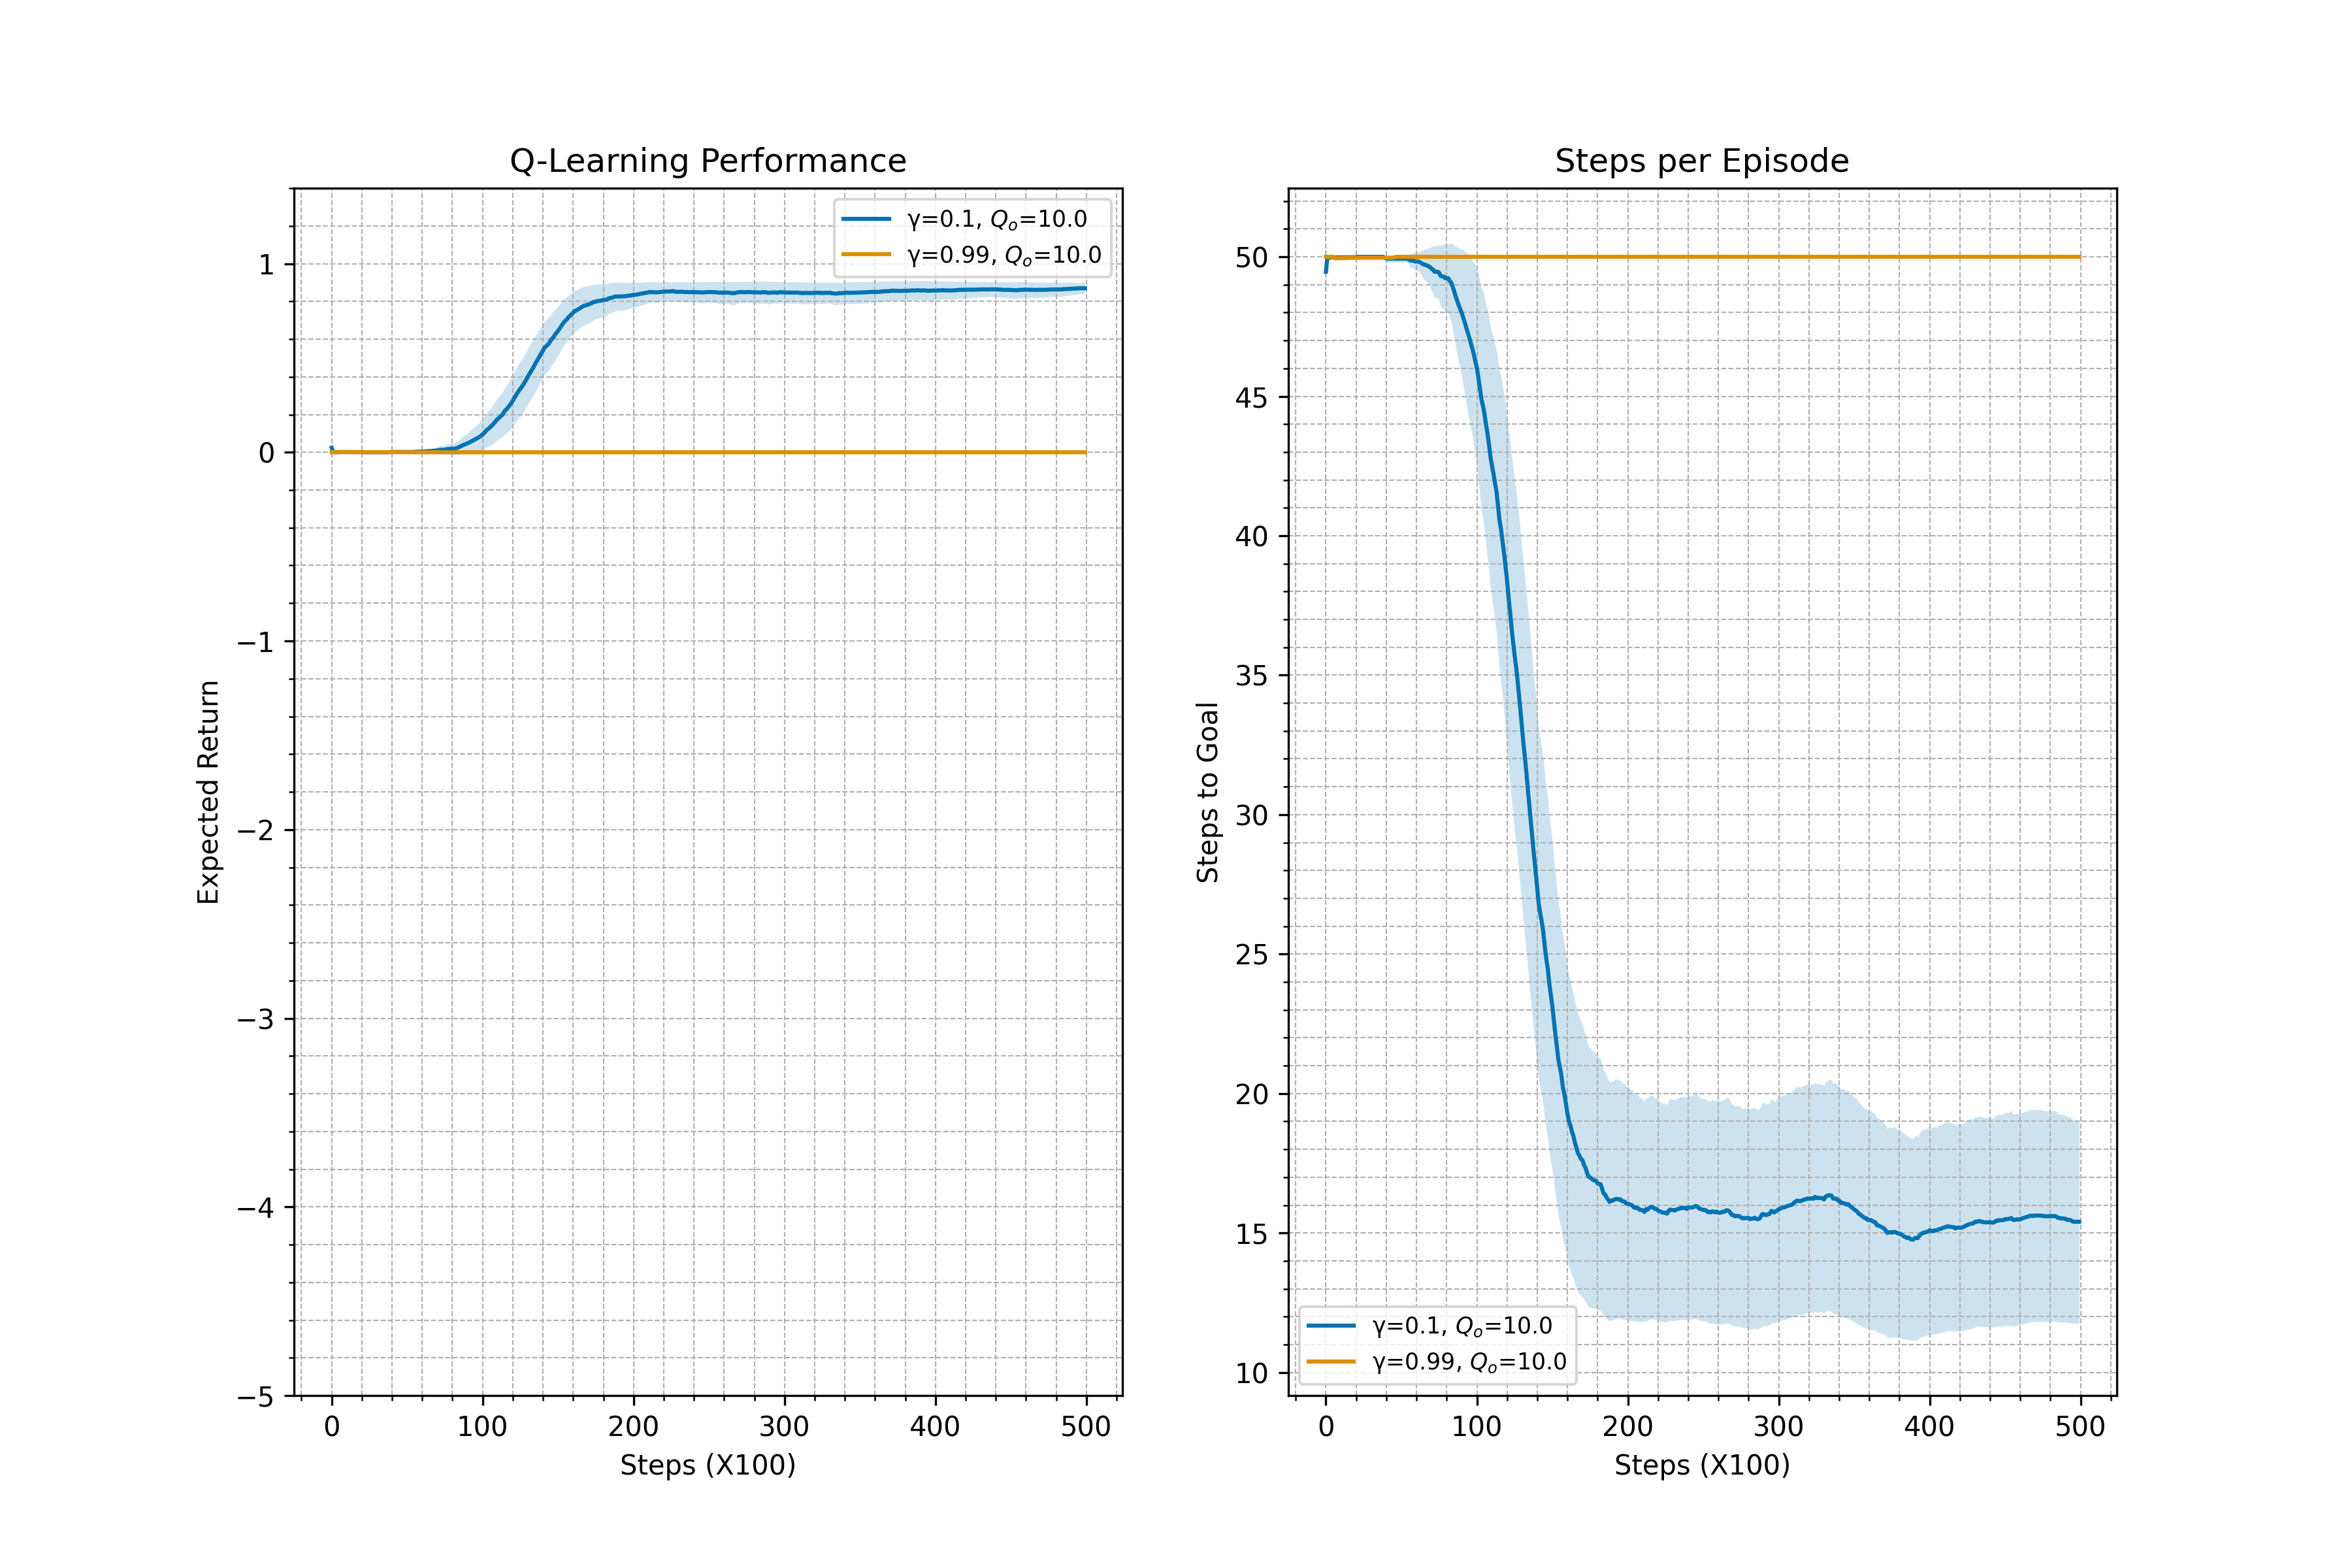 Q-Learning Performance
γ=0.1, Qₒ=10.0
γ=0.99, Qₒ=10.0
1
0
−1
−2
−3
−4
−5
Expected Return
0 100 200 300 400 500
Steps (X100)
Steps per Episode
50
45
40
35
30
25
20
15
10
Steps to Goal
γ=0.1, Qₒ=10.0
γ=0.99, Qₒ=10.0
0 100 200 300 400 500
Steps (X100)